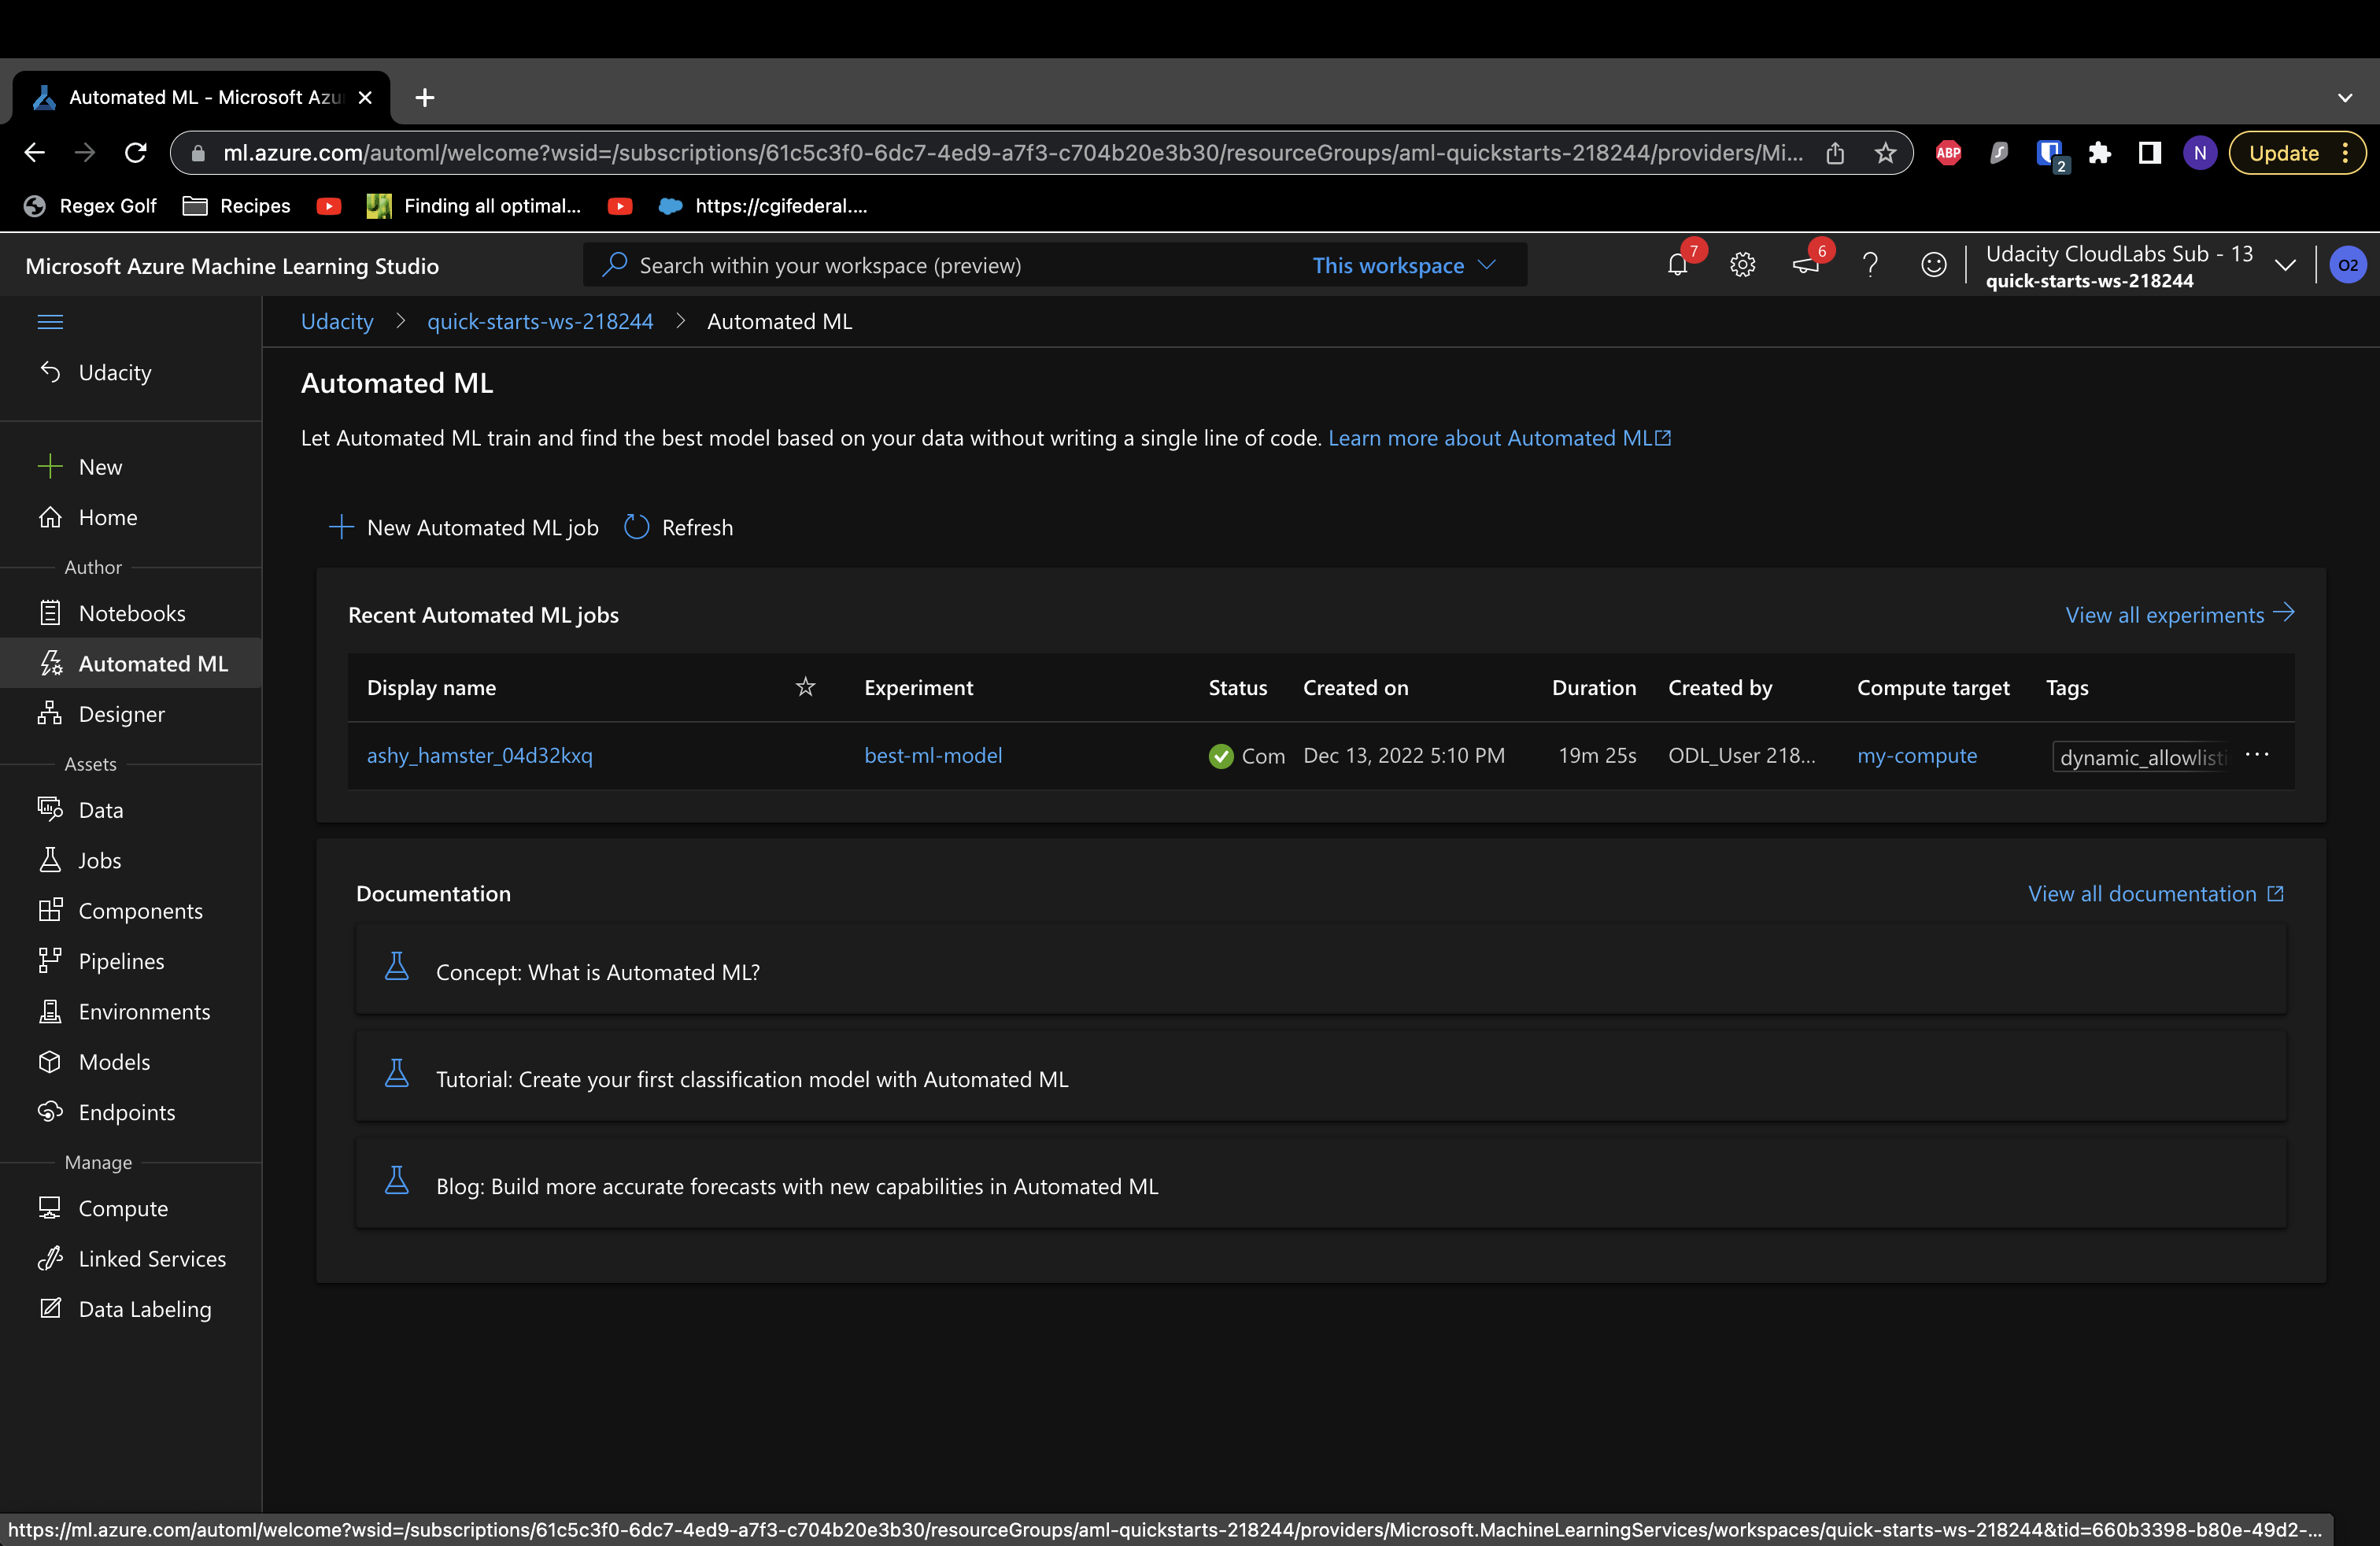 Automated ML - Microsoft Azu
ml.azure.com/automl/welcome?wsid=/subscriptions/61c5c3f0-6dc7-4ed9-a7f3-c704b20e3b30/resourceGroups/aml-quickstarts-218244/providers/Mi...
ABP
2
N
Update
Regex Golf
Recipes
Finding all optimal...
https://cgifederal....
Microsoft Azure Machine Learning Studio
Search within your workspace (preview)
This workspace
7
6
Udacity CloudLabs Sub - 13
quick-starts-ws-218244
O2
Udacity > quick-starts-ws-218244 > Automated ML
Udacity
New
Home
Author
Notebooks
Automated ML
Designer
Assets
Data
Jobs
Components
Pipelines
Environments
Models
Endpoints
Manage
Compute
Linked Services
Data Labeling
Automated ML
Let Automated ML train and find the best model based on your data without writing a single line of code. Learn more about Automated ML
New Automated ML job
Refresh
Recent Automated ML jobs
View all experiments
Display name Experiment Status Created on Duration Created by Compute target Tags
ashy_hamster_04d32kxq best-ml-model Com Dec 13, 2022 5:10 PM 19m 25s ODL_User 218... my-compute dynamic_allowlisti ...
Documentation
View all documentation
Concept: What is Automated ML?
Tutorial: Create your first classification model with Automated ML
Blog: Build more accurate forecasts with new capabilities in Automated ML
https://ml.azure.com/automl/welcome?wsid=/subscriptions/61c5c3f0-6dc7-4ed9-a7f3-c704b20e3b30/resourceGroups/aml-quickstarts-218244/providers/Microsoft.MachineLearningServices/workspaces/quick-starts-ws-218244&tid=660b3398-b80e-49d2-...